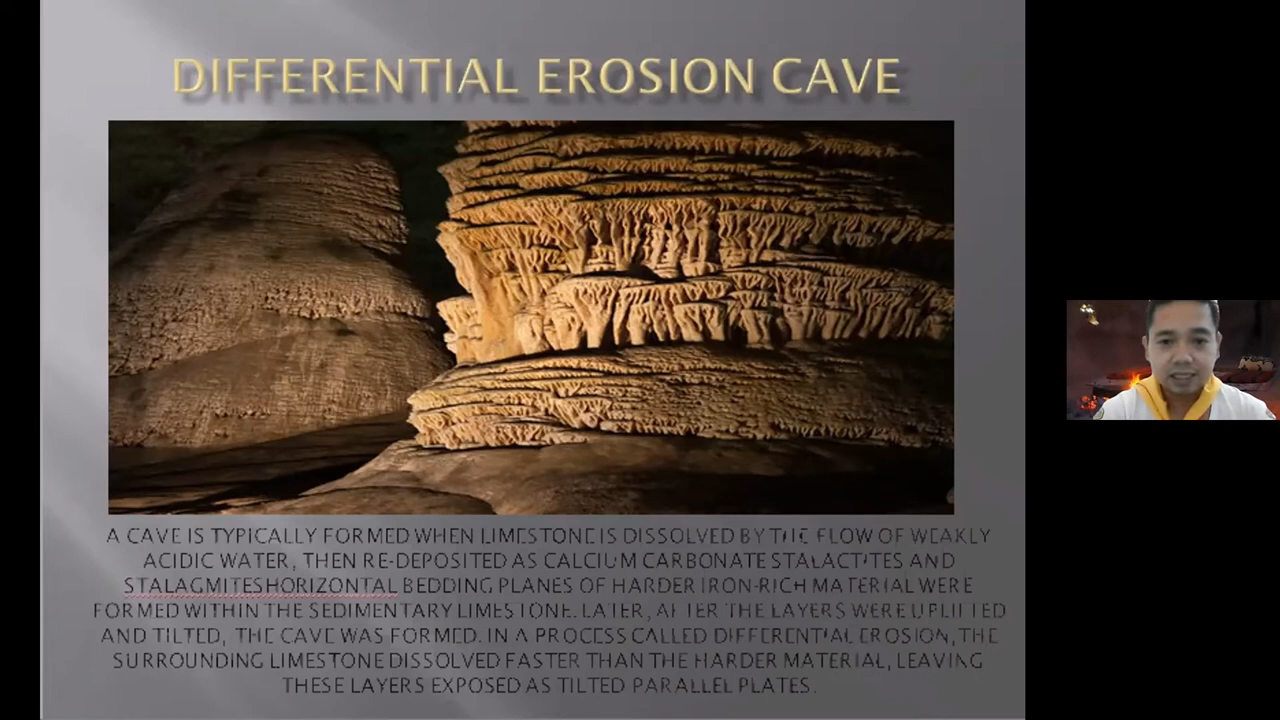 DIFFERENTIAL EROSION CAVE
A CAVE IS TYPICALLY FORMED WHEN LIMESTONE IS DISSOLVED BY THE FLOW OF WEAKLY
ACIDIC WATER, THEN RE-DEPOSITED AS CALCIUM CARBONATE STALACTITES AND
STALAGMITESHORIZONTAL BEDDING PLANES OF HARDER IRON-RICH MATERIAL WERE
FORMED WITHIN THE SEDIMENTARY LIMESTONE. LATER, AFTER THE LAYERS WERE UPLIFTED
AND TILTED, THE CAVE WAS FORMED. IN A PROCESS CALLED DIFFERENTIAL EROSION, THE
SURROUNDING LIMESTONE DISSOLVED FASTER THAN THE HARDER MATERIAL, LEAVING
THESE LAYERS EXPOSED AS TILTED PARALLEL PLATES.